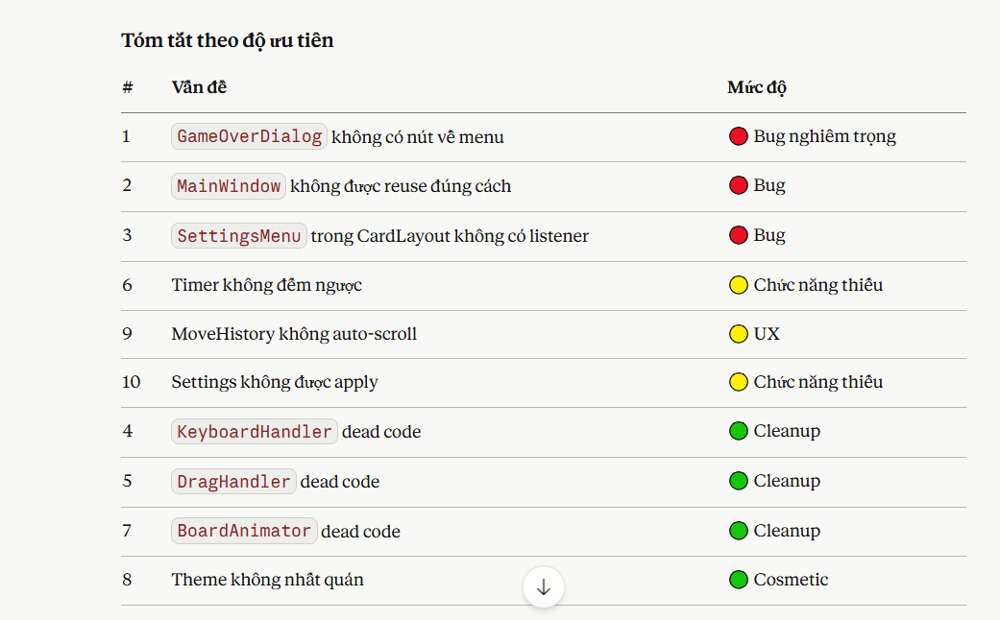 Tóm tắt theo độ ưu tiên
# Vấn đề Mức độ
1 GameOverDialog không có nút về menu Bug nghiêm trọng
2 MainWindow không được reuse đúng cách Bug
3 SettingsMenu trong CardLayout không có listener Bug
6 Timer không đếm ngược Chức năng thiếu
9 MoveHistory không auto-scroll UX
10 Settings không được apply Chức năng thiếu
4 KeyboardHandler dead code Cleanup
5 DragHandler dead code Cleanup
7 BoardAnimator dead code Cleanup
8 Theme không nhất quán Cosmetic